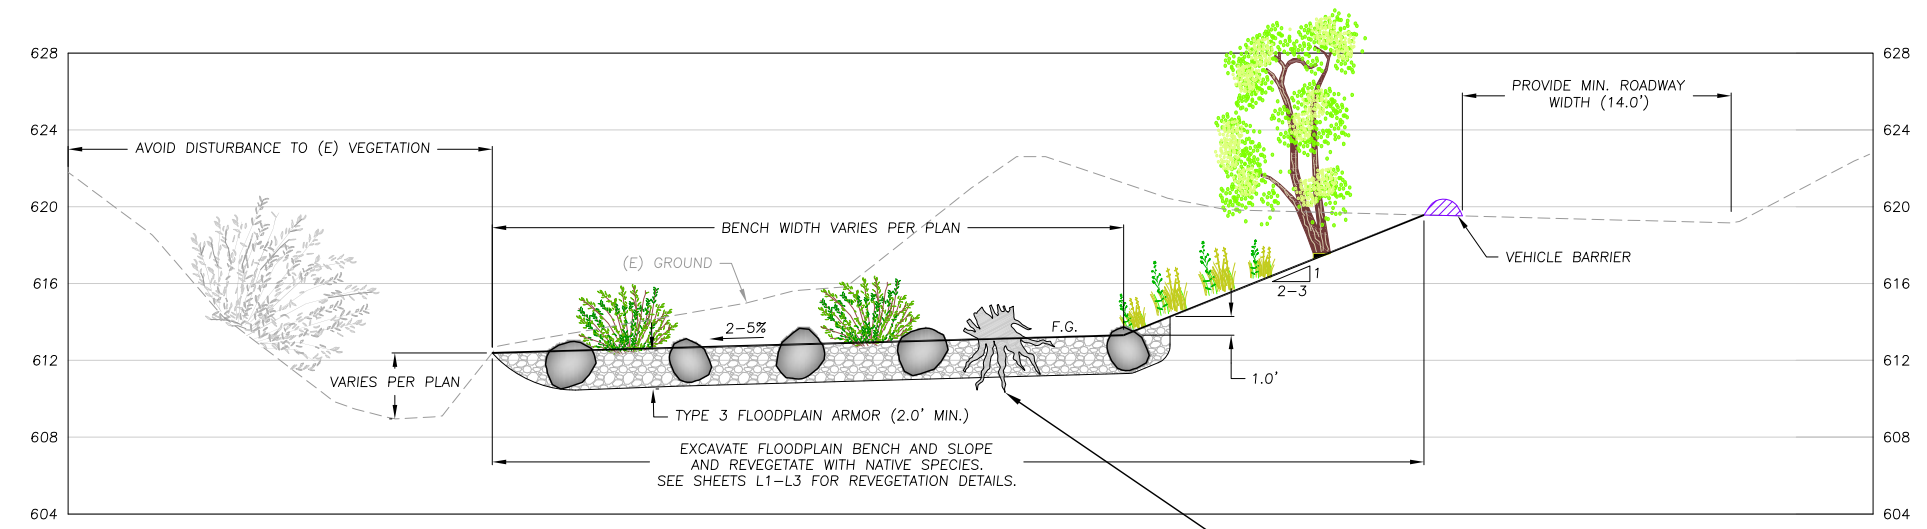 628
628
PROVIDE MIN. ROADWAY
WIDTH (14.0')
624
624
AVOID DISTURBANCE TO (E) VEGETATION
620
620
BENCH WIDTH VARIES PER PLAN
(E) GROUND
VEHICLE BARRIER
1
2-3
616
616
2-5%
F.G.
612
612
VARIES PER PLAN
1.0'
TYPE 3 FLOODPLAIN ARMOR (2.0' MIN.)
608
608
EXCAVATE FLOODPLAIN BENCH AND SLOPE
AND REVEGETATE WITH NATIVE SPECIES.
SEE SHEETS L1-L3 FOR REVEGETATION DETAILS.
604
604